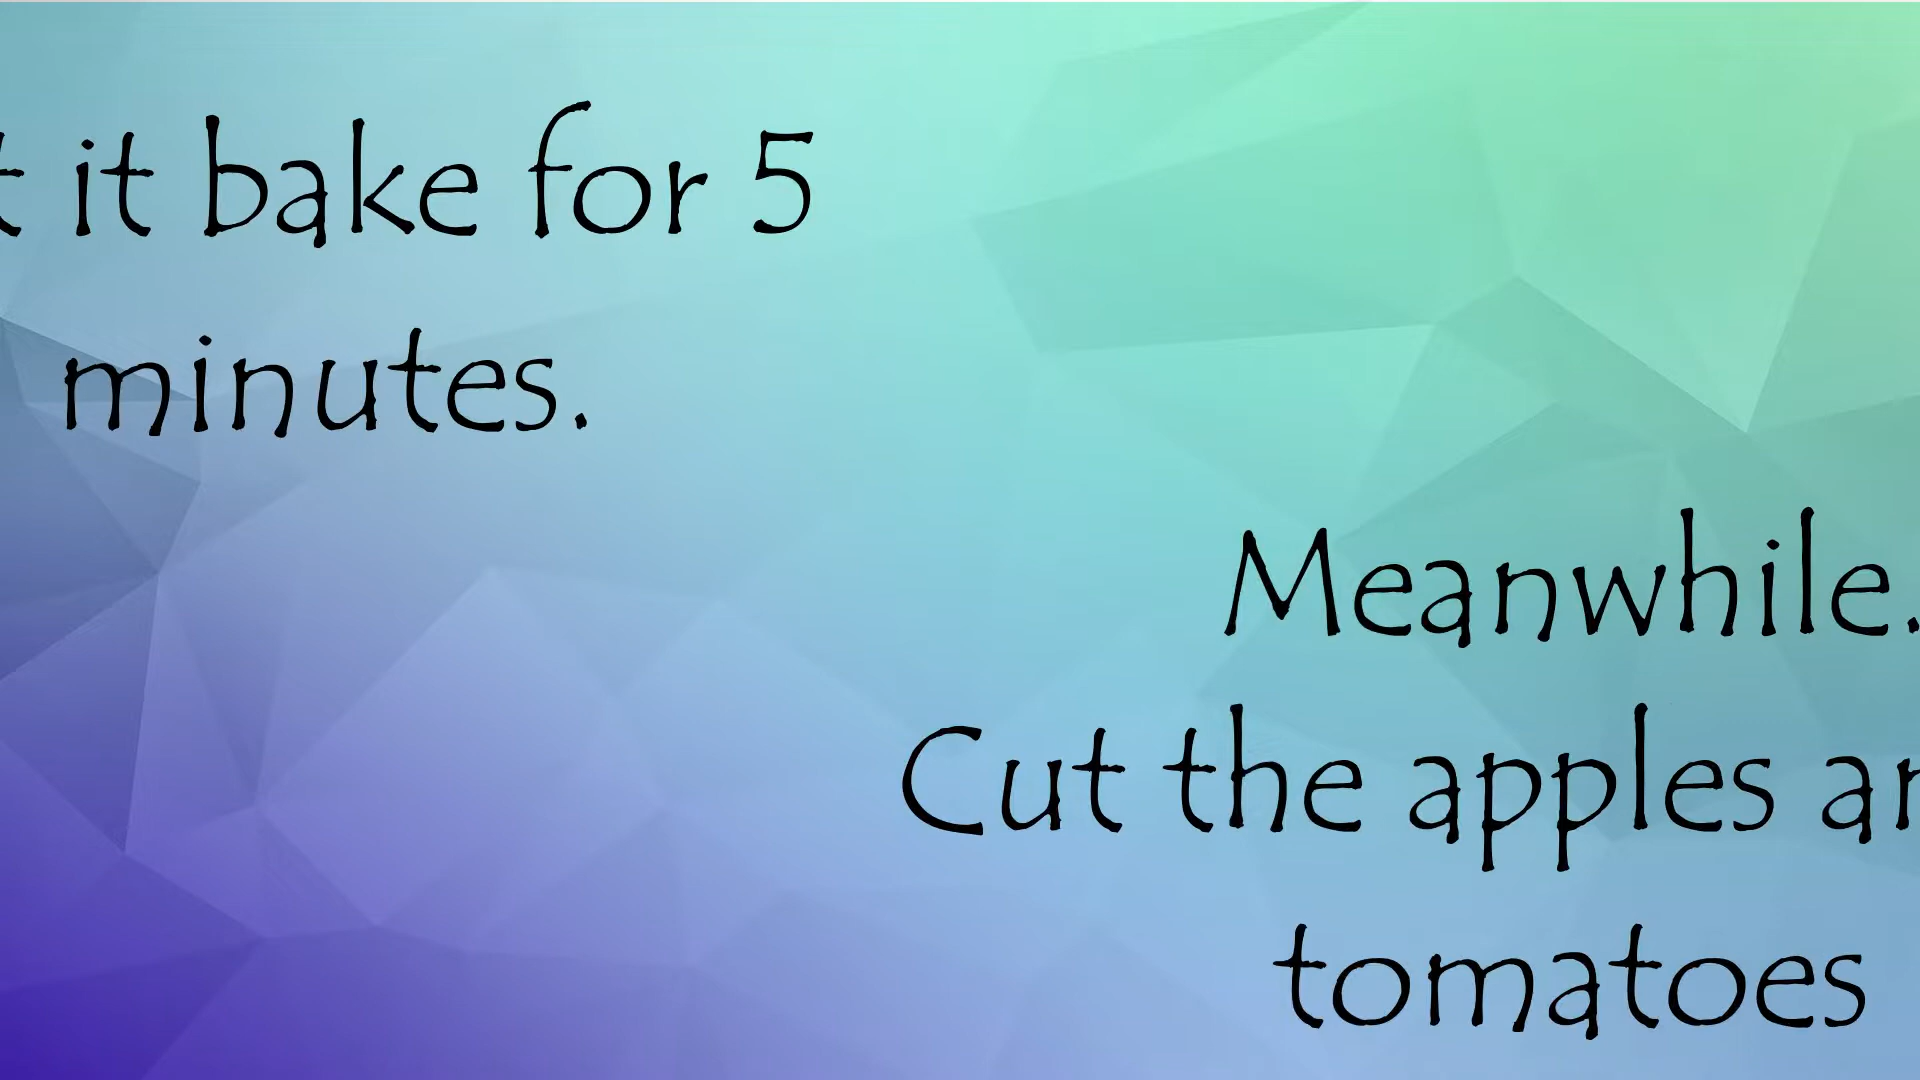 it bake for 5
minutes.
Meanwhile.
Cut the apples
tomatoes